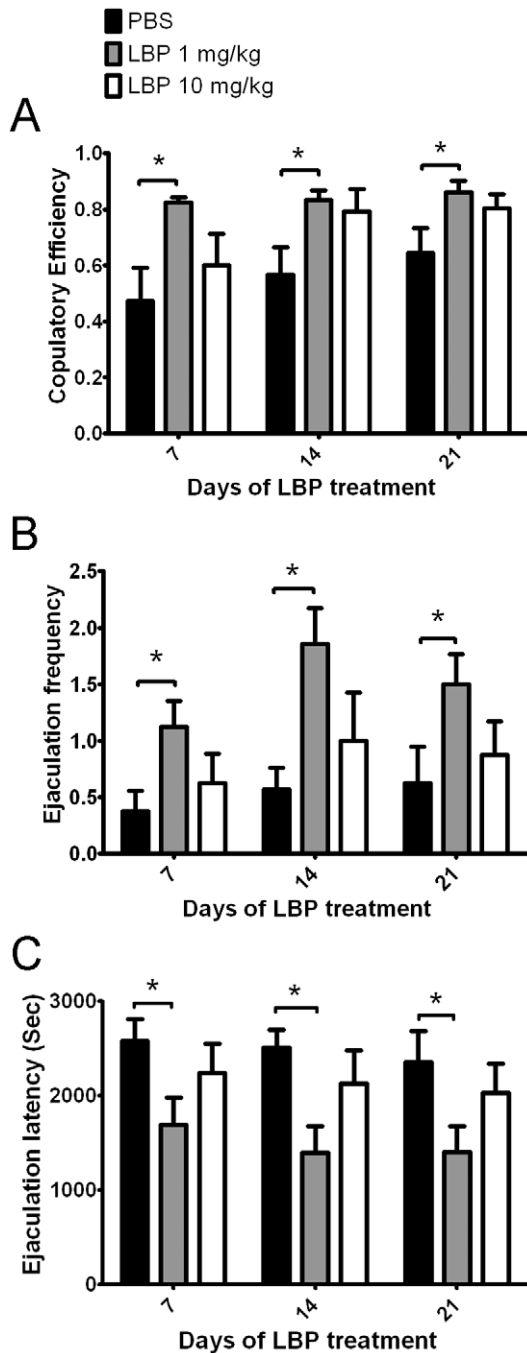 PBS
LBP 1 mg/kg
LBP 10 mg/kg
A
* * *
1.0
0.8
0.6
0.4
0.2
0.0
Copulatory Efficiency
7 14 21
Days of LBP treatment
B
* * *
2.5
2.0
1.5
1.0
0.5
0.0
Ejaculation frequency
7 14 21
Days of LBP treatment
C
* * *
3000
2000
1000
0
Ejaculation latency (Sec)
7 14 21
Days of LBP treatment